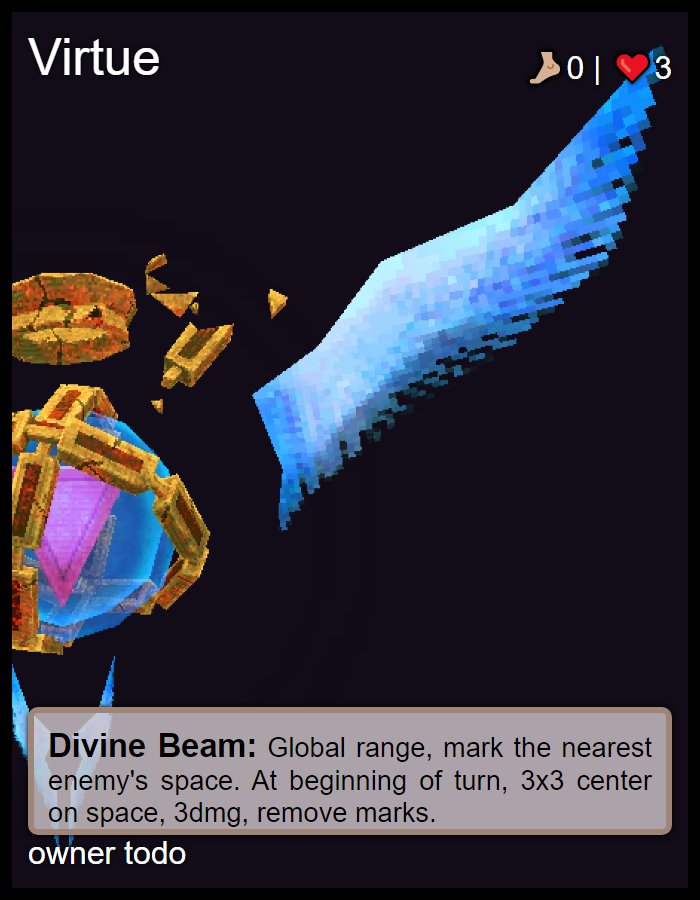 Virtue
🦶🏼0 | ❤️3
Divine Beam: Global range, mark the nearest
enemy's space. At beginning of turn, 3x3 center
on space, 3dmg, remove marks.
owner todo